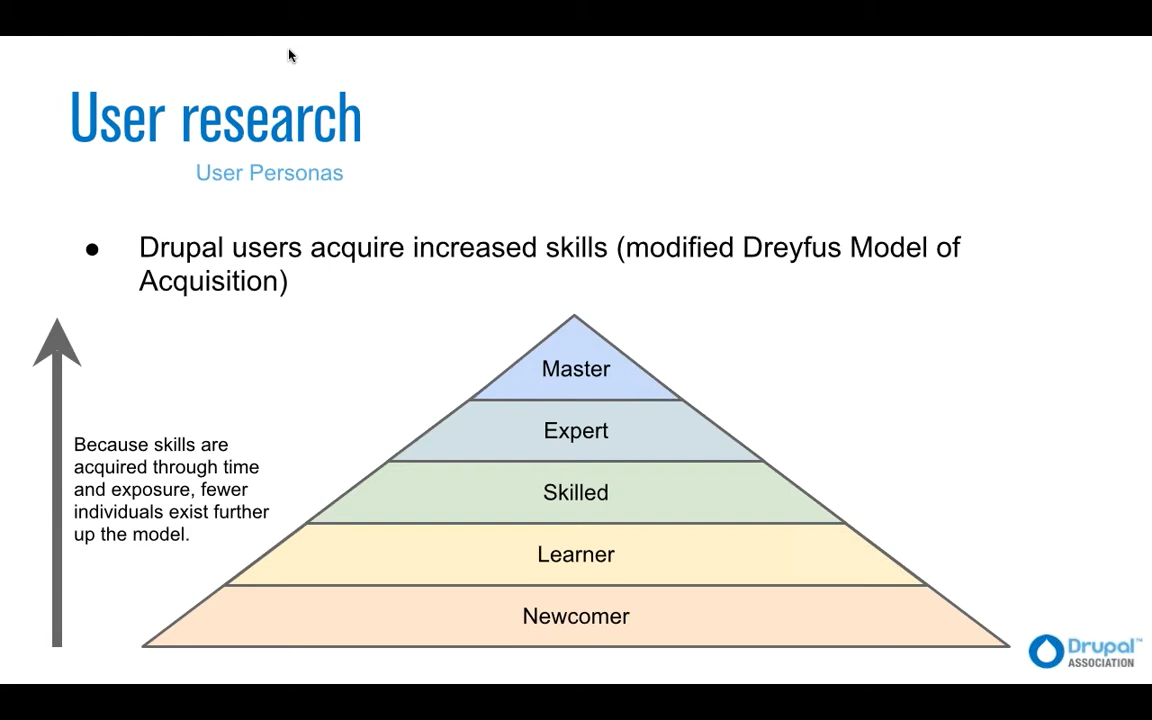 User research
User Personas
● Drupal users acquire increased skills (modified Dreyfus Model of
Acquisition)
Master
Expert
Skilled
Learner
Newcomer
Because skills are
acquired through time
and exposure, fewer
individuals exist further
up the model.
Drupal™
ASSOCIATION